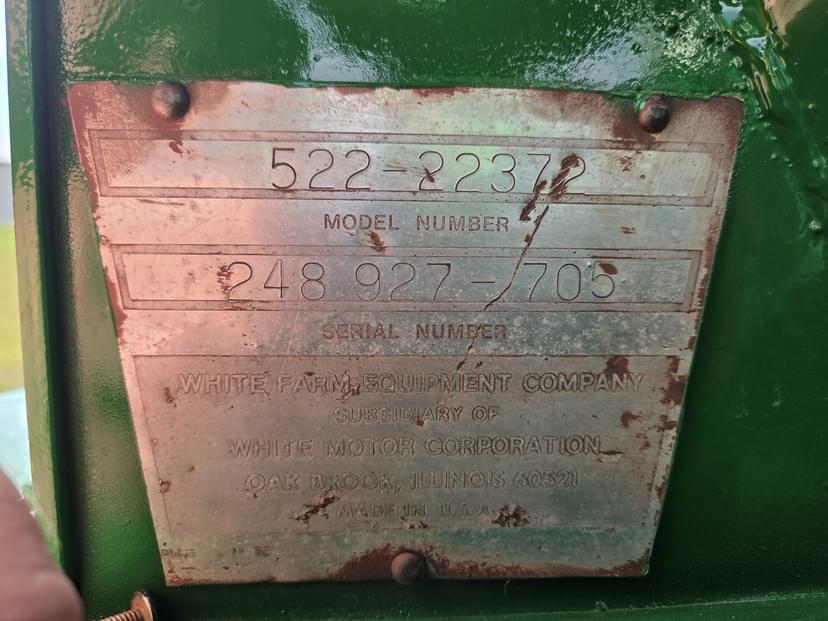 522-22372
MODEL NUMBER
248 927-705
SERIAL NUMBER
WHITE FARM EQUIPMENT COMPANY
SUBSIDIARY OF
WHITE MOTOR CORPORATION
OAK BROOK, ILLINOIS 60521
MADE IN U.S.A.